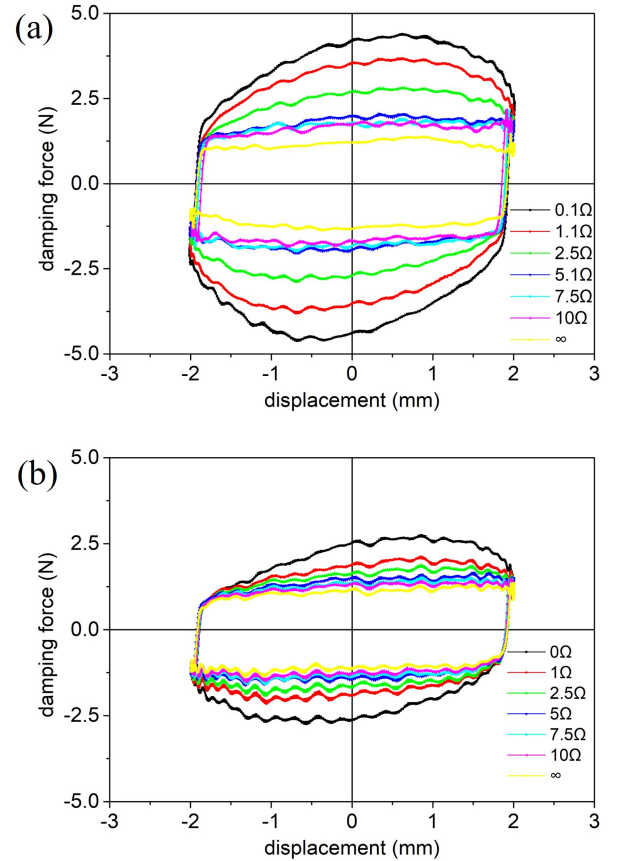 (a)
5.0
2.5
0.0
-2.5
-5.0
damping force (N)
-3
-2
-1
0
1
2
3
displacement (mm)
0.1Ω
1.1Ω
2.5Ω
5.1Ω
7.5Ω
10Ω
∞
(b)
5.0
2.5
0.0
-2.5
-5.0
damping force (N)
-3
-2
-1
0
1
2
3
displacement (mm)
0Ω
1Ω
2.5Ω
5Ω
7.5Ω
10Ω
∞